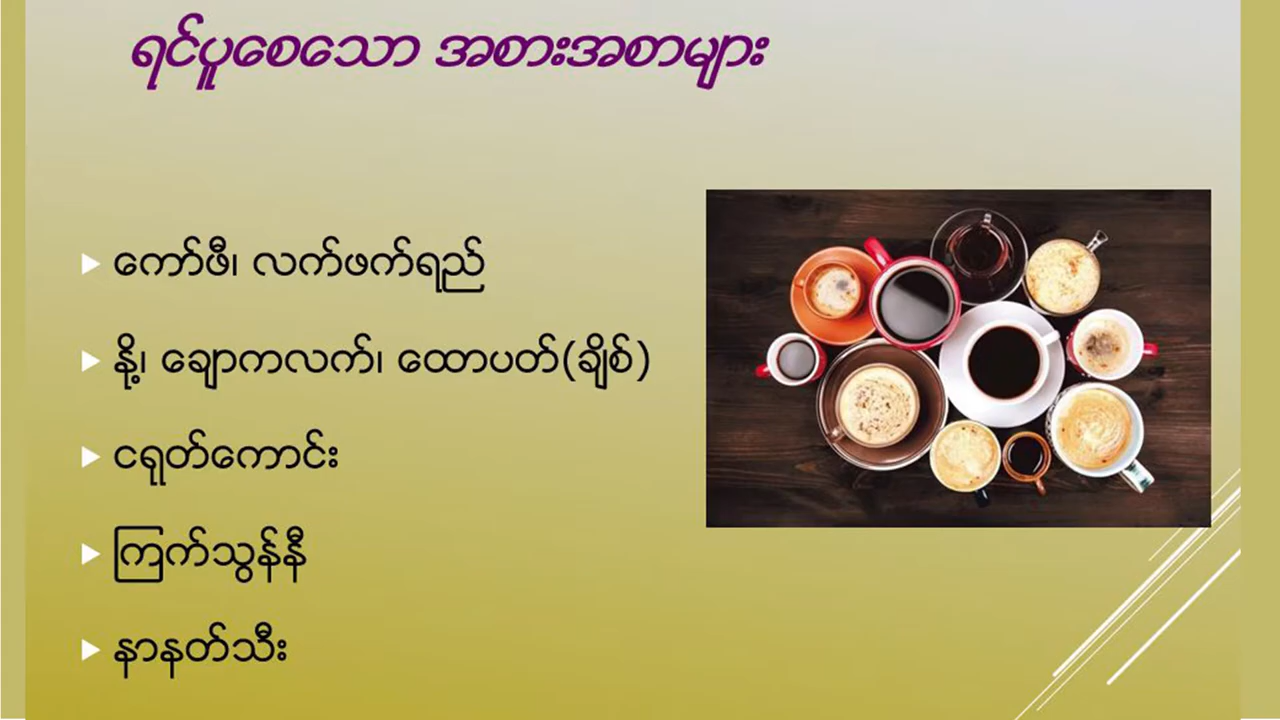 ရင်ပူစေသော အစားအစာများ
ကော်ဖီ၊ လက်ဖက်ရည်
နို့၊ ချောကလက်၊ ထောပတ်(ချိစ်)
ငရုတ်ကောင်း
ကြက်သွန်နီ
နာနတ်သီး